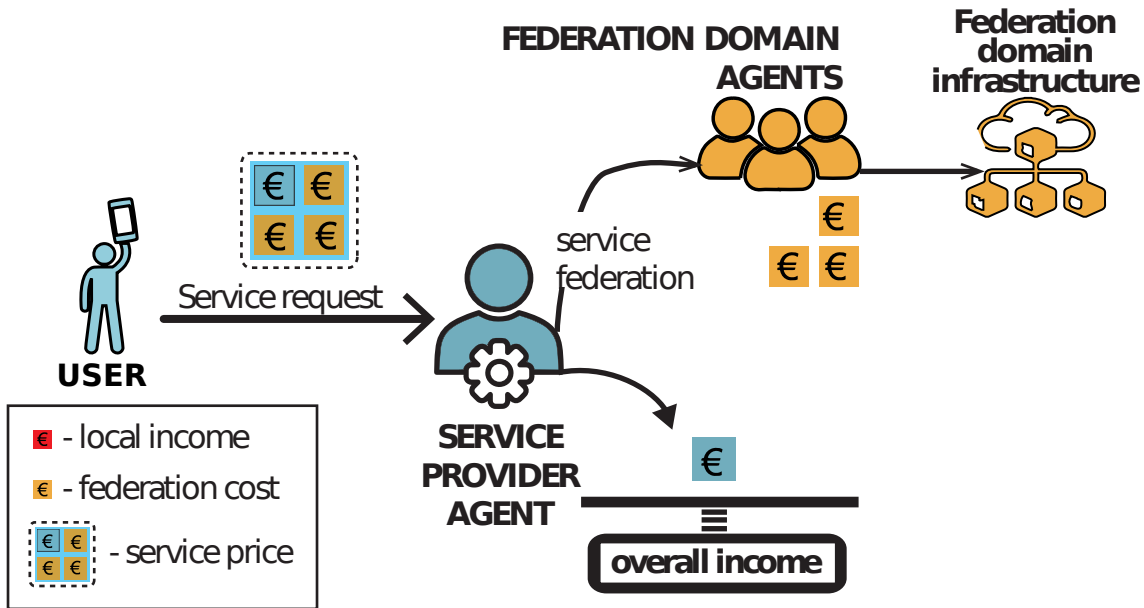 FEDERATION DOMAIN
AGENTS
Federation
domain
infrastructure
€ €
€ €
Service request
USER
service
federation
€
€ €
SERVICE
PROVIDER
AGENT
€
overall income
€ - local income
€ - federation cost
€ €
€ €
- service price